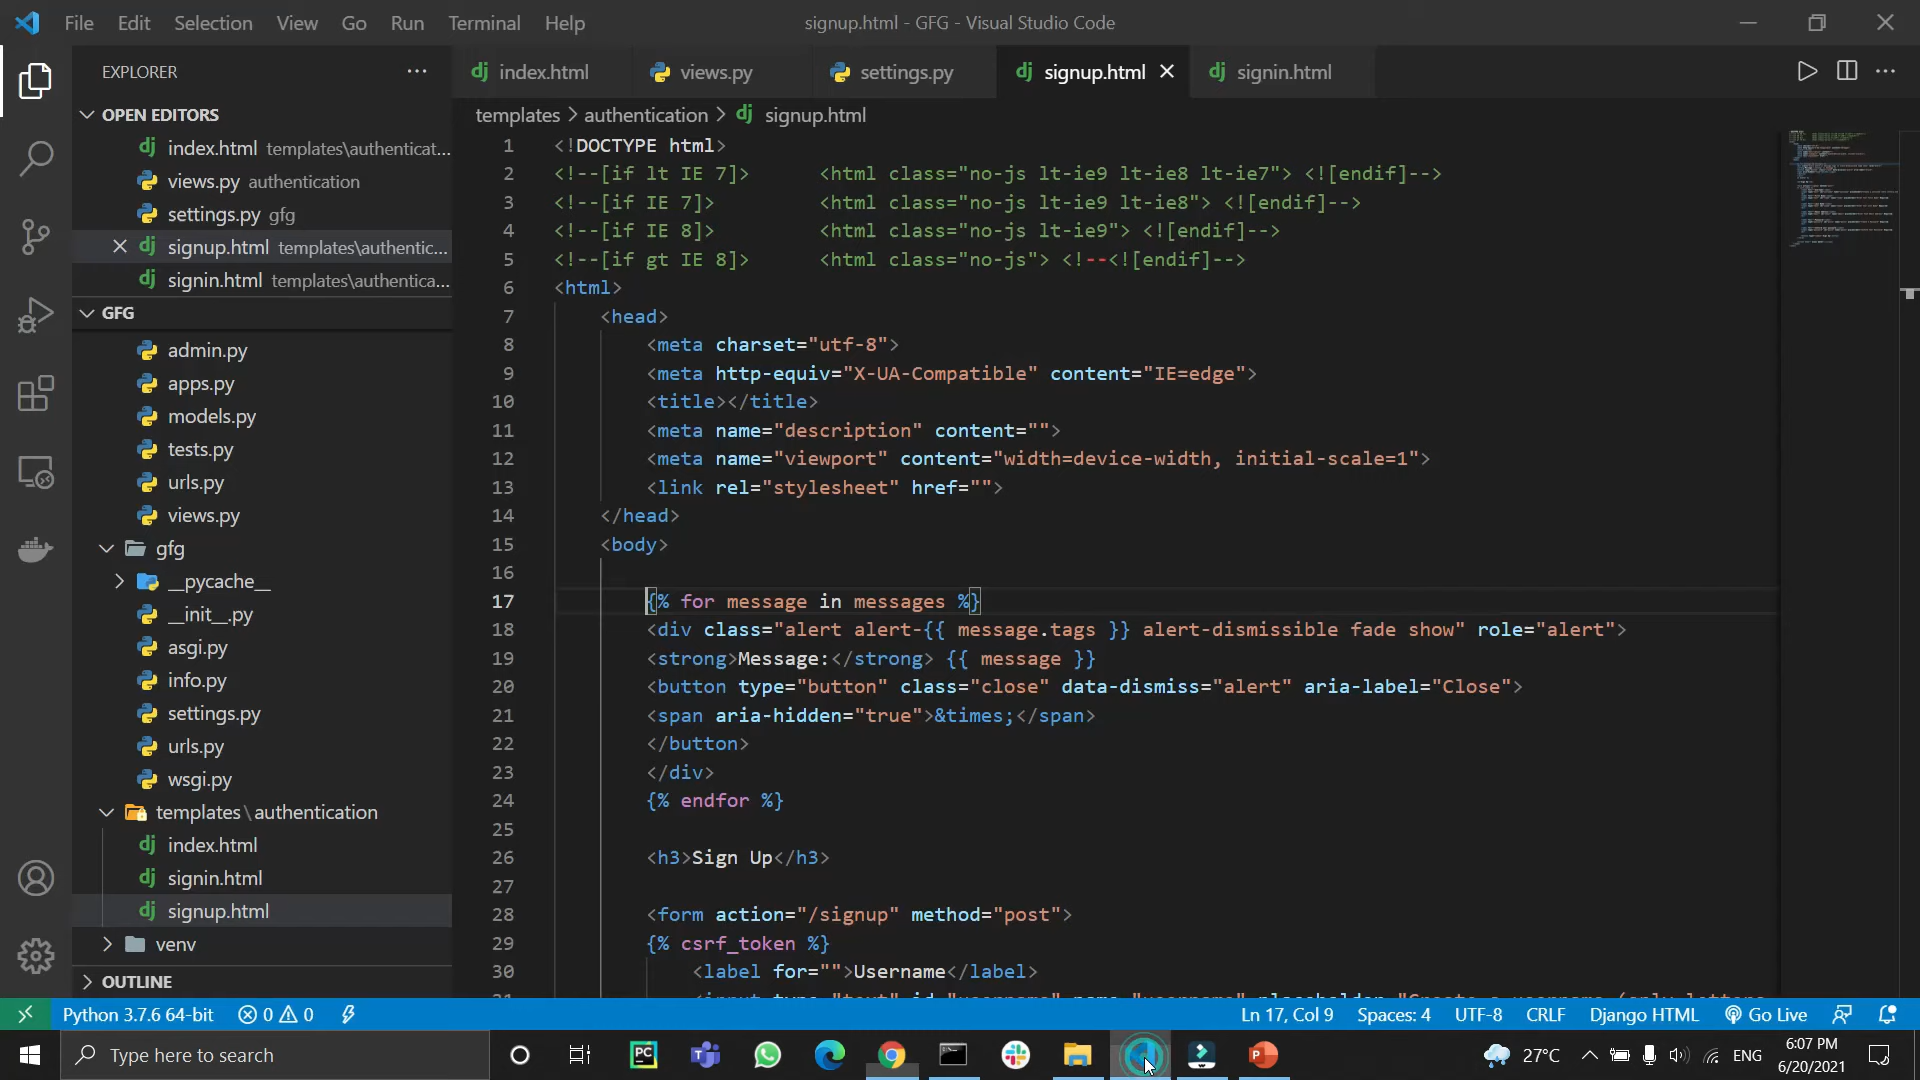 File Edit Selection View Go Run Terminal Help
signup.html - GFG - Visual Studio Code
EXPLORER
OPEN EDITORS
index.html templates\authenticat...
views.py authentication
settings.py gfg
signup.html templates\authentic...
signin.html templates\authentica...
GFG
admin.py
apps.py
models.py
tests.py
urls.py
views.py
gfg
__pycache__
__init__.py
asgi.py
info.py
settings.py
urls.py
wsgi.py
templates\authentication
index.html
signin.html
signup.html
venv
OUTLINE
index.html views.py settings.py signup.html signin.html
templates > authentication > signup.html
1 <!DOCTYPE html>
2 <!--[if lt IE 7]> <html class="no-js lt-ie9 lt-ie8 lt-ie7"> <![endif]-->
3 <!--[if IE 7]> <html class="no-js lt-ie9 lt-ie8"> <![endif]-->
4 <!--[if IE 8]> <html class="no-js lt-ie9"> <![endif]-->
5 <!--[if gt IE 8]> <html class="no-js"> <!--<![endif]-->
6 <html>
7 <head>
8 <meta charset="utf-8">
9 <meta http-equiv="X-UA-Compatible" content="IE=edge">
10 <title></title>
11 <meta name="description" content="">
12 <meta name="viewport" content="width=device-width, initial-scale=1">
13 <link rel="stylesheet" href="">
14 </head>
15 <body>
16
17 {% for message in messages %}
18 <div class="alert alert-{{ message.tags }} alert-dismissible fade show" role="alert">
19 <strong>Message:</strong> {{ message }}
20 <button type="button" class="close" data-dismiss="alert" aria-label="Close">
21 <span aria-hidden="true">&times;</span>
22 </button>
23 </div>
24 {% endfor %}
25
26 <h3>Sign Up</h3>
27
28 <form action="/signup" method="post">
29 {% csrf_token %}
30 <label for="">Username</label>
Python 3.7.6 64-bit 0 0 Ln 17, Col 9 Spaces: 4 UTF-8 CRLF Django HTML Go Live
Type here to search
27°C ENG
6:07 PM
6/20/2021